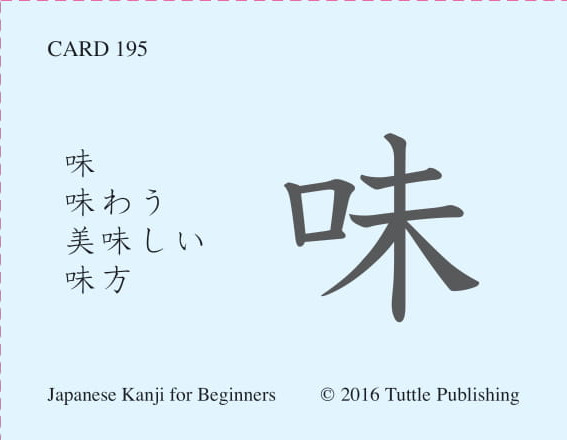 CARD 195
味
味わう
美味しい
味方
味
Japanese Kanji for Beginners
© 2016 Tuttle Publishing